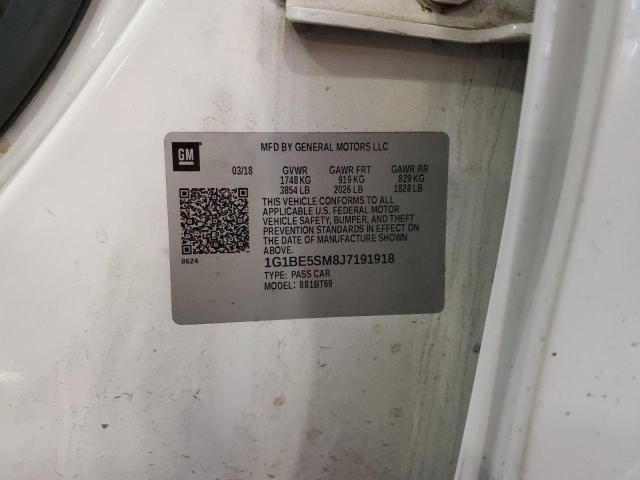 GM
MFD BY GENERAL MOTORS LLC
03/18 GVWR GAWR FRT GAWR RR
1748 KG 919 KG 829 KG
3854 LB 2026 LB 1828 LB
THIS VEHICLE CONFORMS TO ALL
APPLICABLE U.S. FEDERAL MOTOR
VEHICLE SAFETY, BUMPER, AND THEFT
PREVENTION STANDARDS IN EFFECT ON
THE DATE OF MANUFACTURE SHOWN
ABOVE.
8624
1G1BE5SM8J7191918
TYPE: PASS CAR
MODEL: 881BT69